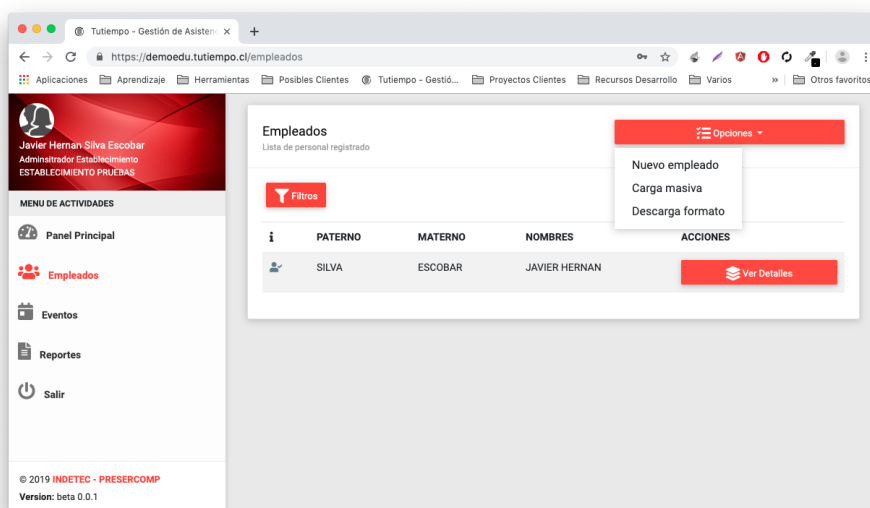 Tutiempo - Gestión de Asisten
https://demoedu.tutiempo.cl/empleados
Aplicaciones Aprendizaje Herramientas Posibles Clientes Tutiempo - Gestió... Proyectos Clientes Recursos Desarrollo Varios » Otros favoritos
Javier Hernan Silva Escobar
Adminsitrador Establecimiento
ESTABLECIMIENTO PRUEBAS
MENU DE ACTIVIDADES
Panel Principal
Empleados
Eventos
Reportes
Salir
© 2019 INDETEC - PRESERCOMP
Version: beta 0.0.1
Empleados
Lista de personal registrado
Opciones
Nuevo empleado
Carga masiva
Descarga formato
Filtros
i PATERNO MATERNO NOMBRES ACCIONES
SILVA ESCOBAR JAVIER HERNAN Ver Detalles